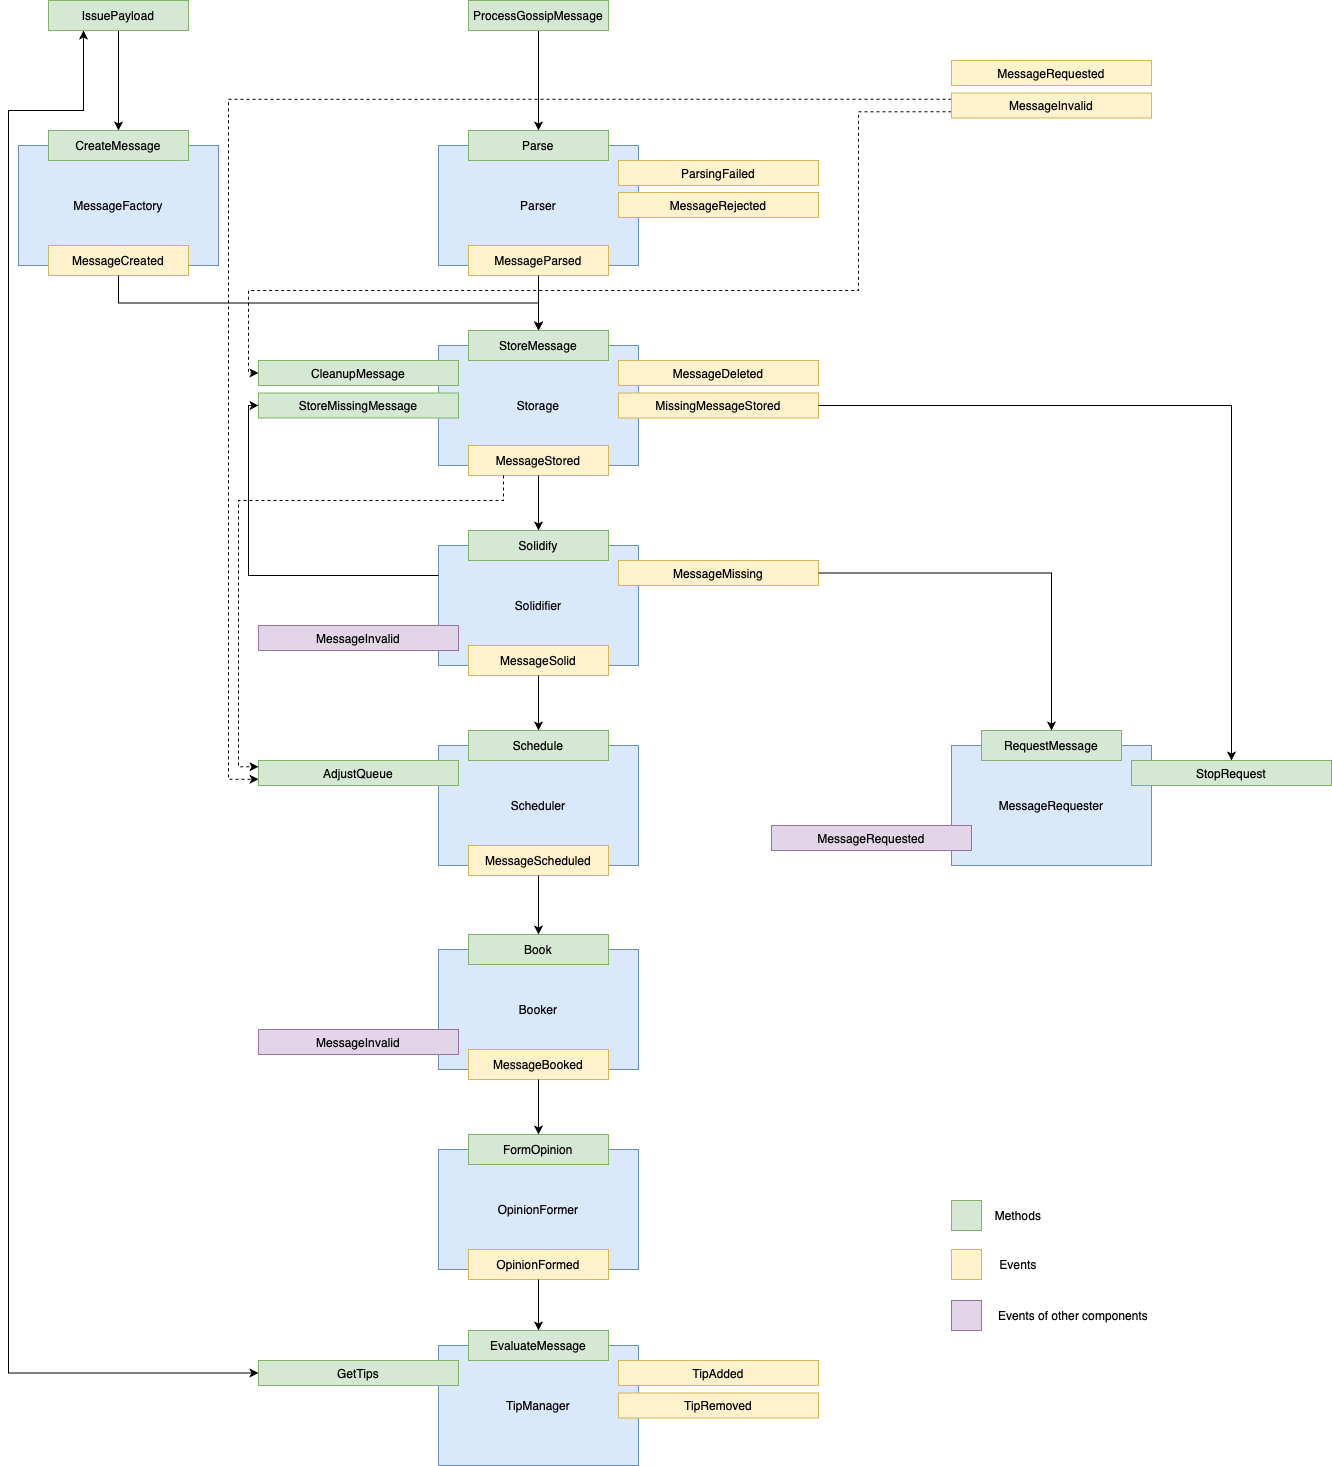 IssuePayload
ProcessGossipMessage
MessageRequested
MessageInvalid
CreateMessage
MessageFactory
MessageCreated
Parse
ParsingFailed
MessageRejected
Parser
MessageParsed
StoreMessage
CleanupMessage
MessageDeleted
StoreMissingMessage
Storage
MissingMessageStored
MessageStored
Solidify
MessageMissing
Solidifier
MessageInvalid
MessageSolid
Schedule
AdjustQueue
Scheduler
MessageScheduled
RequestMessage
StopRequest
MessageRequester
MessageRequested
Book
Booker
MessageInvalid
MessageBooked
FormOpinion
OpinionFormer
OpinionFormed
Methods
Events
Events of other components
EvaluateMessage
GetTips
TipAdded
TipManager
TipRemoved